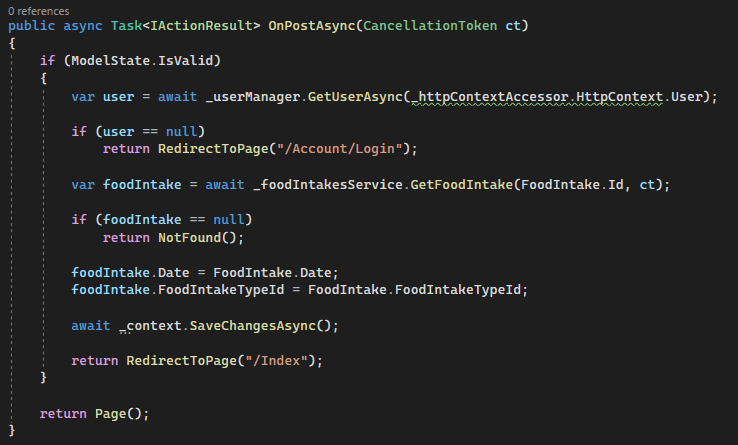 0 references
public async Task<IActionResult> OnPostAsync(CancellationToken ct)
{
    if (ModelState.IsValid)
    {
        var user = await _userManager.GetUserAsync(_httpContextAccessor.HttpContext.User);

        if (user == null)
            return RedirectToPage("/Account/Login");

        var foodIntake = await _foodIntakesService.GetFoodIntake(FoodIntake.Id, ct);

        if (foodIntake == null)
            return NotFound();

        foodIntake.Date = FoodIntake.Date;
        foodIntake.FoodIntakeTypeId = FoodIntake.FoodIntakeTypeId;

        await _context.SaveChangesAsync();

        return RedirectToPage("/Index");
    }

    return Page();
}